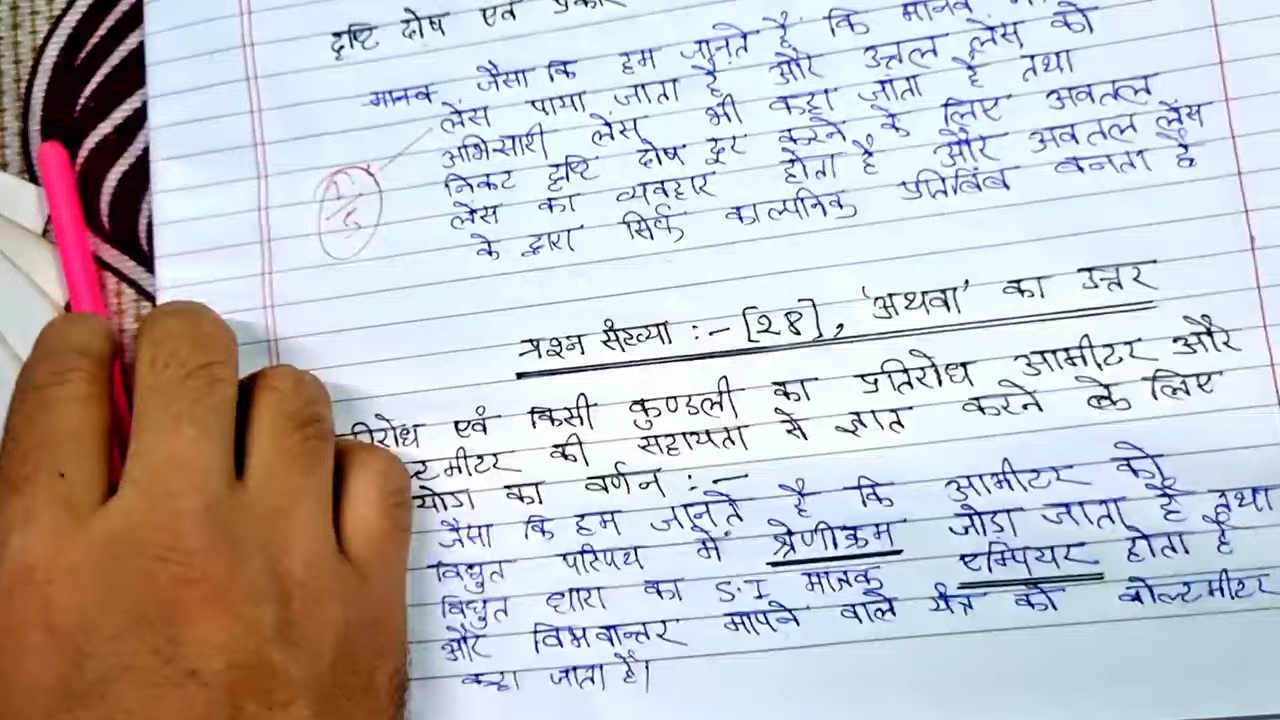 दृष्टि दोष एवं प्रकार
मानव जैसा कि हम जानते है कि मानव
लेंस पाया जाता है और उत्तल लेंस को
अभिसारी लेंस भी कहा जाता है तथा
निकट दृष्टि दोष दूर करने के लिए अवतल
लेंस का व्यवहार होता है और अवतल लेंस
के द्वारा सिर्फ काल्पनिक प्रतिबिंब बनता है
प्रश्न संख्या :- [28], 'अथवा' का उत्तर
एवं किसी कुण्डली का प्रतिरोध आमीटर और
मीटर की सहायता से ज्ञात करने के लिए
का वर्णन :-
जैसा कि हम जानते है कि आमीटर को
विधुत परिपथ में श्रेणीक्रम जोड़ा जाता है तथा
विधुत धारा का S.I मात्रक एम्पियर होता है
और विभवान्तर मापने वाले यंत्र को वोल्टमीटर
कहा जाता है।